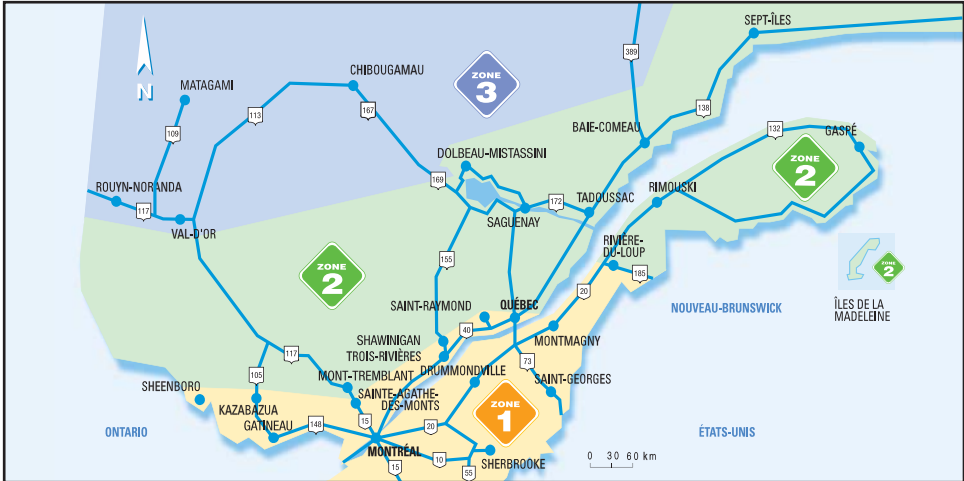 SEPT-ÎLES
389
CHIBOUGAMAU
ZONE
3
N
MATAGAMI
113
167
138
109
BAIE-COMEAU
132
GASPÉ
DOLBEAU-MISTASSINI
ZONE
2
169
ROUYN-NORANDA
172
TADOUSSAC
RIMOUSKI
117
SAGUENAY
VAL-D'OR
RIVIÈRE-
DU-LOUP
155
ZONE
2
185
ZONE
2
20
SAINT-RAYMOND
QUÉBEC
NOUVEAU-BRUNSWICK
ÎLES DE LA
MADELEINE
40
SHAWINIGAN
MONTMAGNY
117
TROIS-RIVIÈRES
73
105
MONT-TREMBLANT
DRUMMONDVILLE
SHEENBORO
SAINTE-AGATHE-
DES-MONTS
SAINT-GEORGES
KAZABAZUA
ZONE
1
GATINEAU
148
15
20
ONTARIO
ÉTATS-UNIS
MONTRÉAL
10
SHERBROOKE
0 30 60 km
15
55